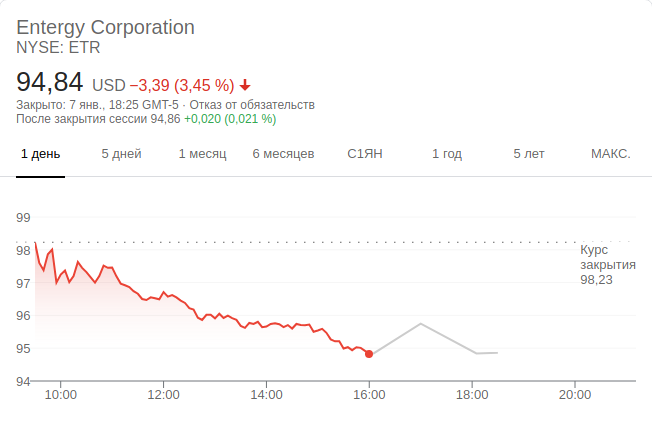 Entergy Corporation
NYSE: ETR
94,84 USD −3,39 (3,45 %)
Закрыто: 7 янв., 18:25 GMT-5 · Отказ от обязательств
После закрытия сессии 94,86 +0,020 (0,021 %)
1 день 5 дней 1 месяц 6 месяцев С1ЯН 1 год 5 лет МАКС.
99
98
97
96
95
94
Курс
закрытия
98,23
10:00 12:00 14:00 16:00 18:00 20:00